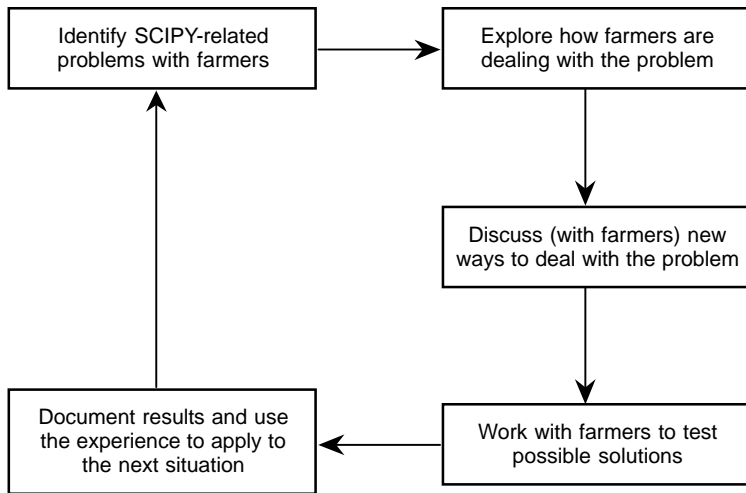 Identify SCIPY-related
problems with farmers
Explore how farmers are
dealing with the problem
Discuss (with farmers) new
ways to deal with the problem
Work with farmers to test
possible solutions
Document results and use
the experience to apply to
the next situation